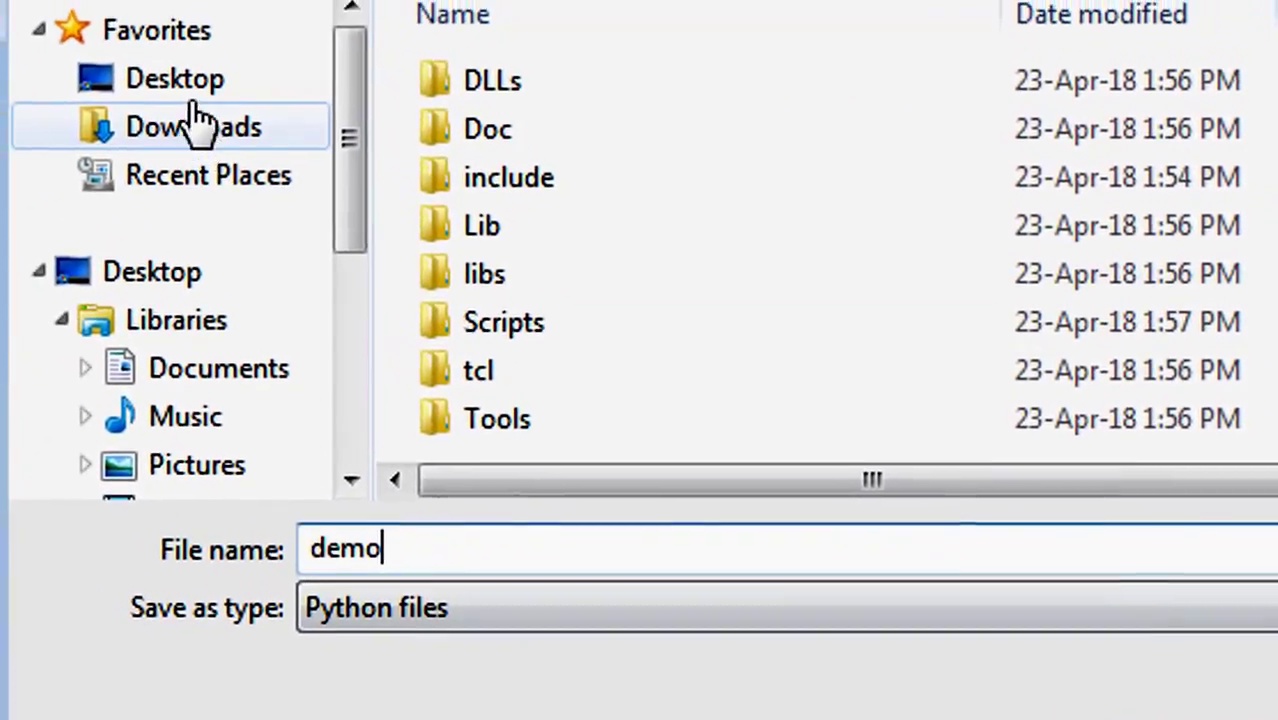 Favorites
Desktop
Downloads
Recent Places
Desktop
Libraries
Documents
Music
Pictures
Name Date modified
DLLs 23-Apr-18 1:56 PM
Doc 23-Apr-18 1:56 PM
include 23-Apr-18 1:54 PM
Lib 23-Apr-18 1:56 PM
libs 23-Apr-18 1:56 PM
Scripts 23-Apr-18 1:57 PM
tcl 23-Apr-18 1:56 PM
Tools 23-Apr-18 1:56 PM
File name: demo
Save as type: Python files